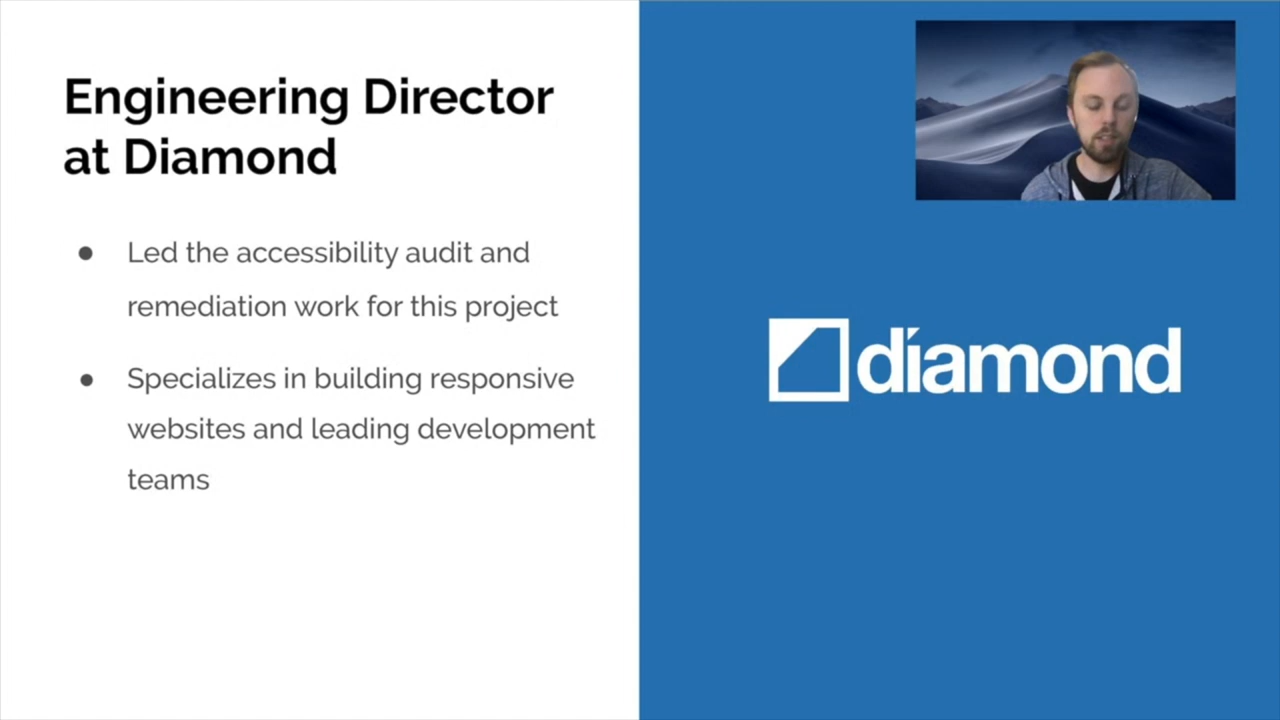 Engineering Director
at Diamond
● Led the accessibility audit and
remediation work for this project
● Specializes in building responsive
websites and leading development
teams
diamond